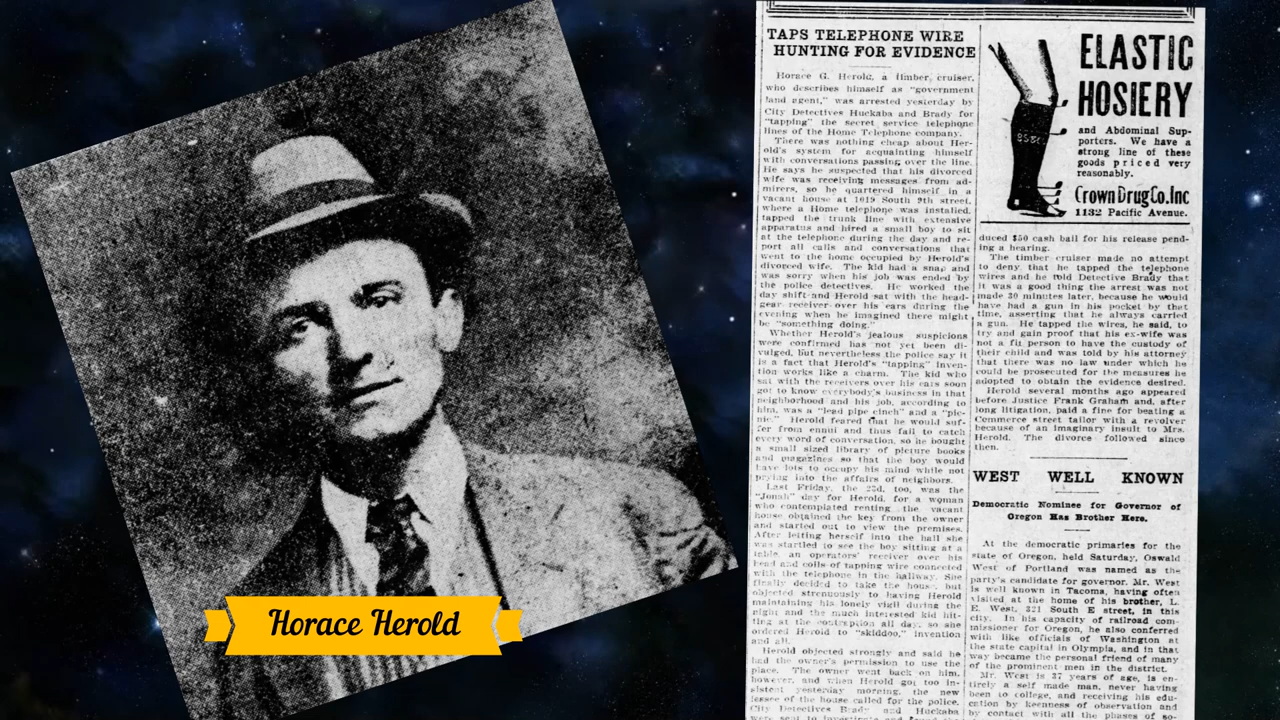 Horace Herold
TAPS TELEPHONE WIRE
HUNTING FOR EVIDENCE
Horace G. Herold, a timber cruiser,
who describes himself as "government
land agent," was arrested yesterday by
City Detectives Huckaba and Brady for
"tapping" the secret service telephone
lines of the Home Telephone company.
There was nothing cheap about Her-
old's system for acquainting himself
with conversations passing over the line.
He says he suspected that his divorced
wife was receiving messages from ad-
mirers, so he quartered himself in a
vacant house at 1019 South 9th street,
where a Home telephone was installed,
tapped the trunk line with extensive
apparatus and hired a small boy to sit
at the telephone during the day and re-
port all calls and conversations that
went to the home occupied by Herold's
divorced wife. The kid had a snap and
was sorry when his job was ended by
the police detectives. He worked the
day shift and Herold sat with the head-
gear receiver over his ears during the
evening when he imagined there might
be "something doing."
Whether Herold's jealous suspicions
were confirmed has not yet been di-
vulged, but nevertheless the police say it
is a fact that Herold's "tapping" inven-
tion works like a charm. The kid who
sat with the receivers over his ears soon
got to know everybody's business in that
neighborhood and his job, according to
him, was a "lead pipe cinch" and a "pic-
nic." Herold feared that he would suf-
fer from ennui and thus fail to catch
every word of conversation, so he bought
a small sized library of picture books
and magazines so that the boy would
have lots to occupy his mind while not
prying into the affairs of neighbors.
Last Friday, the 23d, too, was the
"Jonah" day for Herold, for a woman
who contemplated renting the vacant
house obtained the key from the owner
and started out to view the premises.
After letting herself into the hall she
was startled to see the boy sitting at a
table, an operators' receiver over his
head and coils of tapping wire connected
with the telephone in the hallway. She
finally decided to take the house, but
objected strenuously to having Herold
maintaining his lonely vigil during the
night and the much interested kid sit-
ting at the contraption all day, so she
ordered Herold to "skiddoo," invention
and all.
Herold objected strongly and said he
had the owner's permission to use the
place. The owner went back on him,
however, and when Herold got too in-
sistent yesterday morning, the new
lessee of the house called for the police.
City Detectives Brady and Huckaba
were sent to investigate and found the
ELASTIC
HOSIERY
and Abdominal Sup-
porters. We have a
strong line of these
goods priced very
reasonably.
Crown Drug Co. Inc
1132 Pacific Avenue.
duced $50 cash bail for his release pend-
ing a hearing.
The timber cruiser made no attempt
to deny that he tapped the telephone
wires and he told Detective Brady that
it was a good thing the arrest was not
made 30 minutes later, because he would
have had a gun in his pocket by that
time, asserting that he always carried
a gun. He tapped the wires, he said, to
try and gain proof that his ex-wife was
not a fit person to have the custody of
their child and was told by his attorney
that there was no law under which he
could be prosecuted for the measures he
adopted to obtain the evidence desired.
Herold several months ago appeared
before Justice Frank Graham and, after
long litigation, paid a fine for beating a
Commerce street tailor with a revolver
because of an imaginary insult to Mrs.
Herold. The divorce followed since
then.
WEST WELL KNOWN
Democratic Nominee for Governor of
Oregon Has Brother Here.
At the democratic primaries for the
state of Oregon, held Saturday, Oswald
West of Portland was named as the
party's candidate for governor. Mr. West
is well known in Tacoma, having often
visited at the home of his brother, L.
E. West, 321 South E street, in this
city. In his capacity of railroad com-
missioner for Oregon, he also conferred
with like officials of Washington at
the state capital in Olympia, and in that
way became the personal friend of many
of the prominent men in the district.
Mr. West is 37 years of age, is en-
tirely a self made man, never having
been to college, and receiving his edu-
cation by keenness of observation and
by contact with all the phases of so-